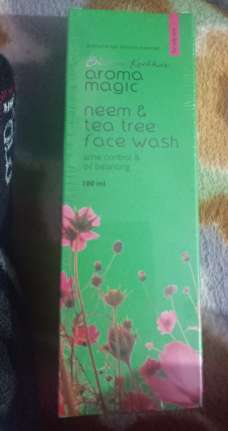 aroma
magic
neem &
tea tree
face wash
acne control &
oil balancing
100 ml